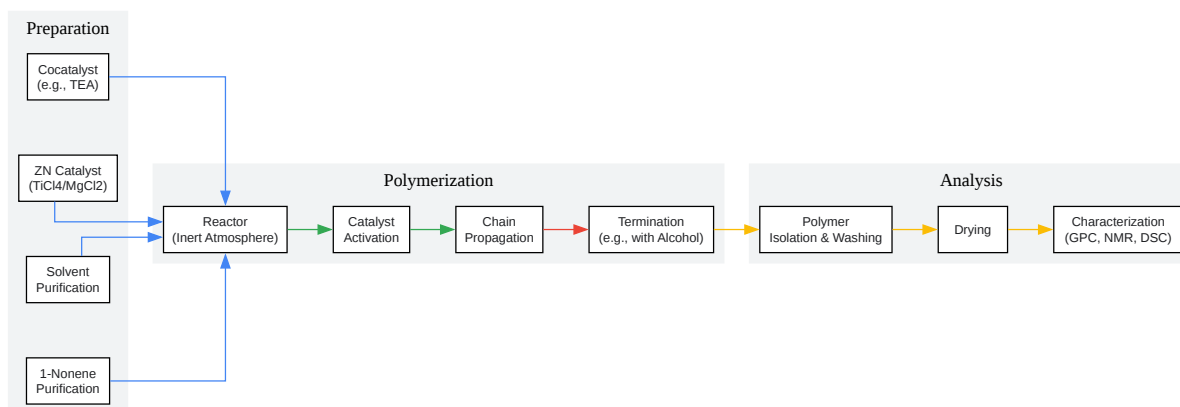 Preparation
Cocatalyst
(e.g., TEA)
ZN Catalyst
(TiCl4/MgCl2)
Solvent
Purification
1-Nonene
Purification
Polymerization
Reactor
(Inert Atmosphere)
Catalyst
Activation
Chain
Propagation
Termination
(e.g., with Alcohol)
Analysis
Polymer
Isolation & Washing
Drying
Characterization
(GPC, NMR, DSC)